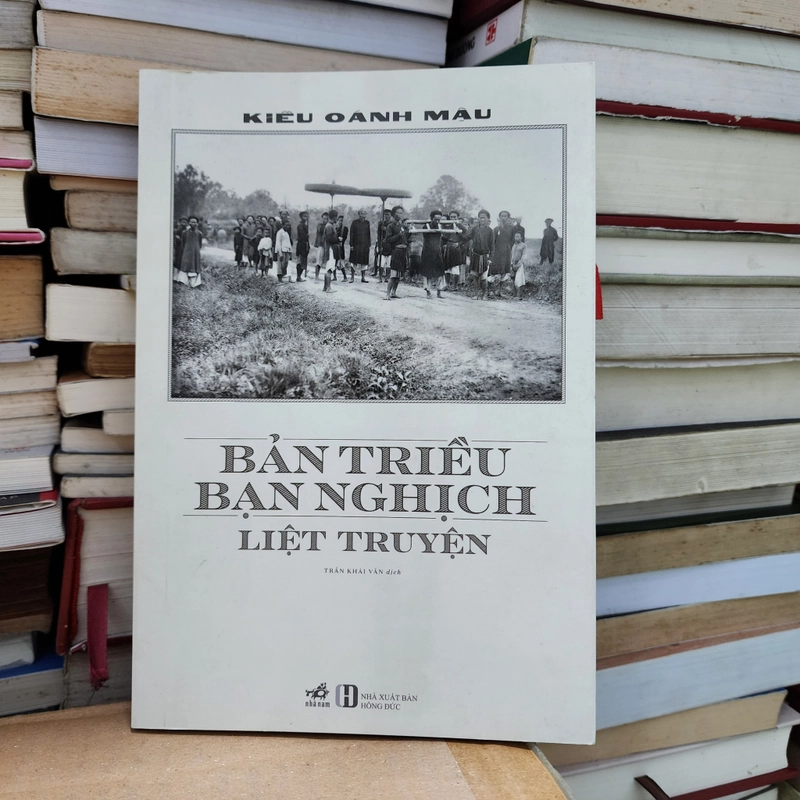 KIỀU OÁNH MẬU
BẢN TRIỀU
BẠN NGHỊCH
LIỆT TRUYỆN
TRẦN KHẢI VĂN dịch
nhã nam
NHÀ XUẤT BẢN
HỒNG ĐỨC